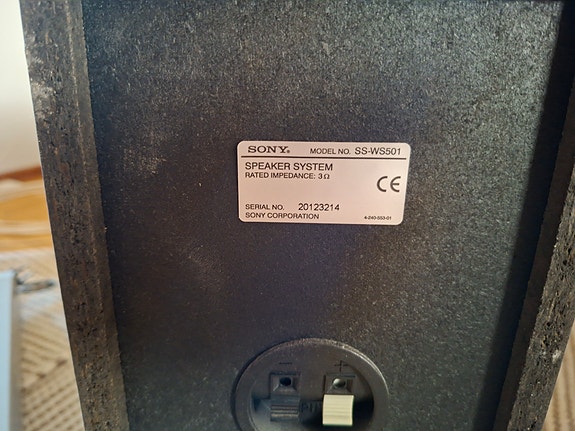 SONY® MODEL NO. SS-WS501
SPEAKER SYSTEM
RATED IMPEDANCE: 3 Ω
CE
SERIAL NO. 20123214
SONY CORPORATION 4-240-553-01
− +